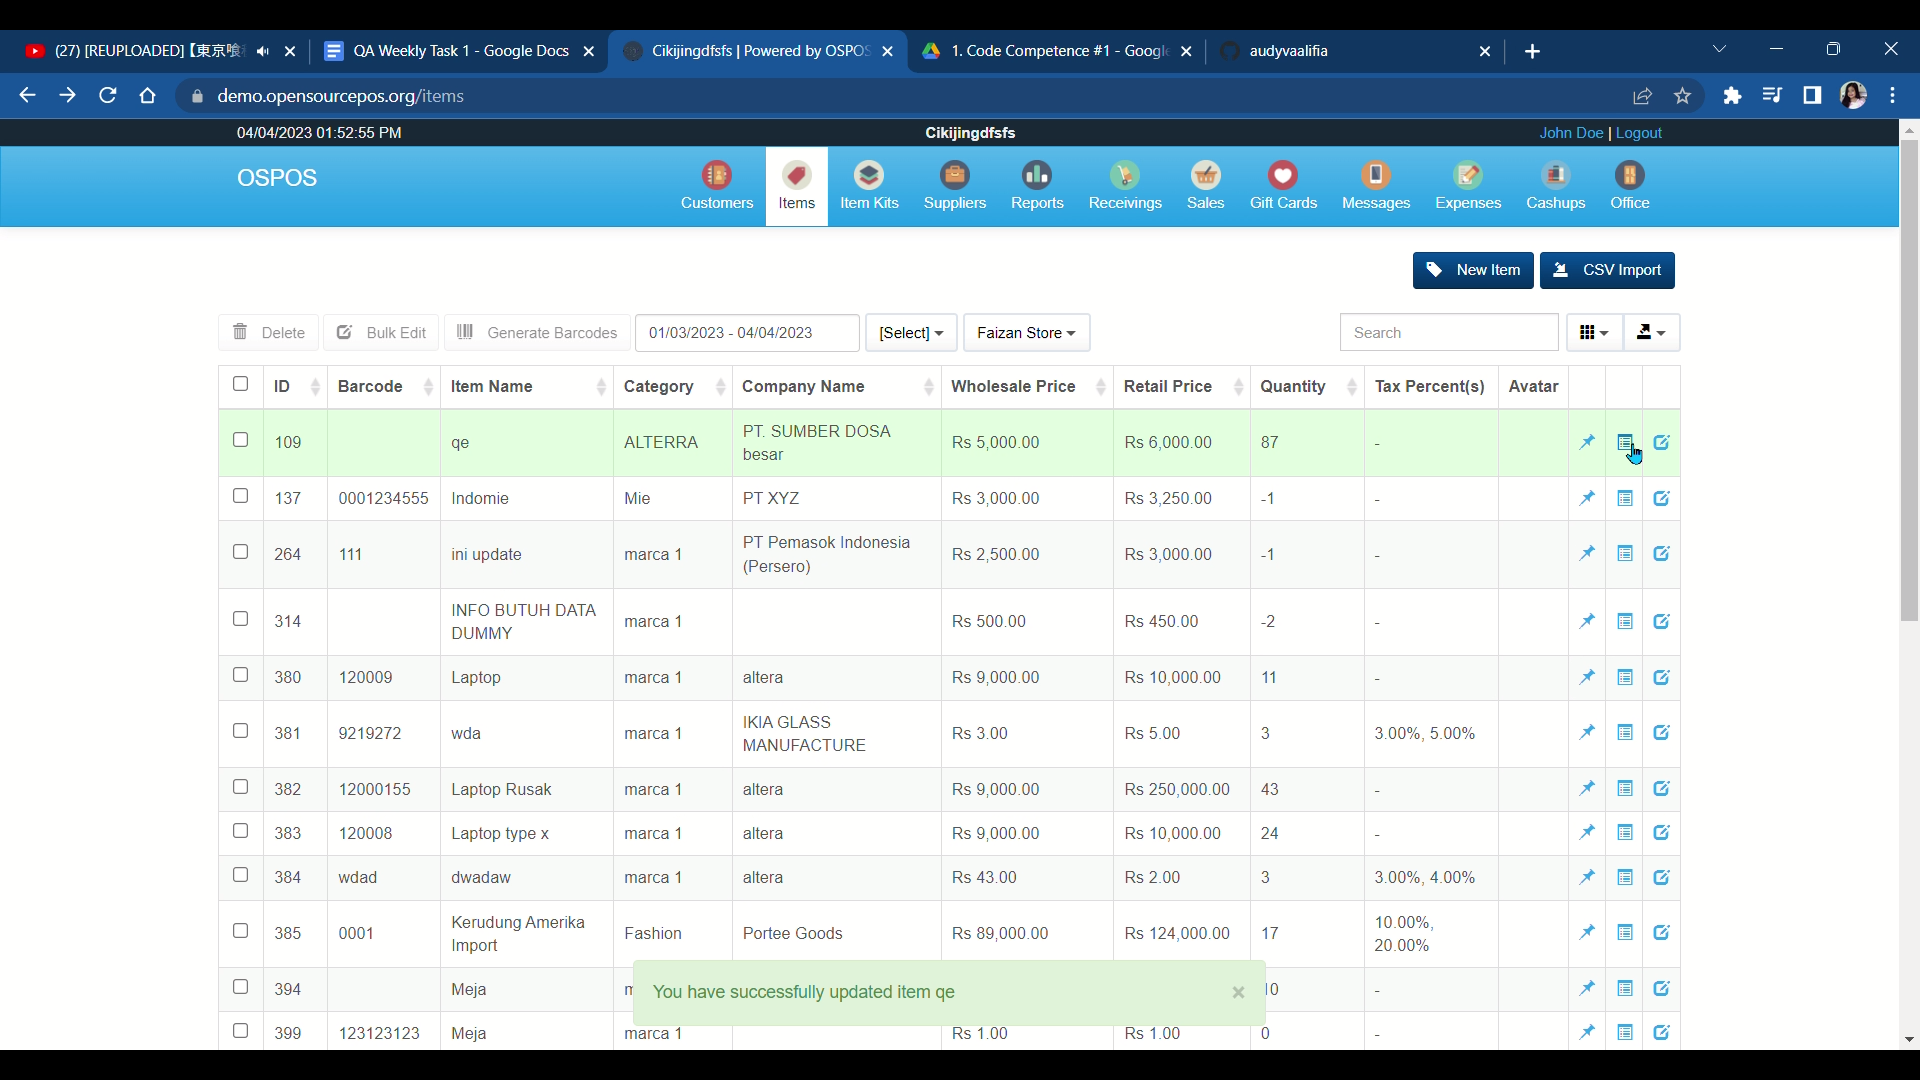 (27) [REUPLOADED]【東京喰 QA Weekly Task 1 - Google Docs Cikijingdfsfs | Powered by OSPOS 1. Code Competence #1 - Google audyvaalifia
demo.opensourcepos.org/items
04/04/2023 01:52:55 PM Cikijingdfsfs John Doe | Logout
OSPOS
Customers Items Item Kits Suppliers Reports Receivings Sales Gift Cards Messages Expenses Cashups Office
New Item CSV Import
Delete Bulk Edit Generate Barcodes 01/03/2023 - 04/04/2023 [Select] Faizan Store Search
ID Barcode Item Name Category Company Name Wholesale Price Retail Price Quantity Tax Percent(s) Avatar
109 qe ALTERRA PT. SUMBER DOSA besar Rs 5,000.00 Rs 6,000.00 87 -
137 0001234555 Indomie Mie PT XYZ Rs 3,000.00 Rs 3,250.00 -1 -
264 111 ini update marca 1 PT Pemasok Indonesia (Persero) Rs 2,500.00 Rs 3,000.00 -1 -
314 INFO BUTUH DATA DUMMY marca 1 Rs 500.00 Rs 450.00 -2 -
380 120009 Laptop marca 1 altera Rs 9,000.00 Rs 10,000.00 11 -
381 9219272 wda marca 1 IKIA GLASS MANUFACTURE Rs 3.00 Rs 5.00 3 3.00%, 5.00%
382 12000155 Laptop Rusak marca 1 altera Rs 9,000.00 Rs 250,000.00 43 -
383 120008 Laptop type x marca 1 altera Rs 9,000.00 Rs 10,000.00 24 -
384 wdad dwadaw marca 1 altera Rs 43.00 Rs 2.00 3 3.00%, 4.00%
385 0001 Kerudung Amerika Import Fashion Portee Goods Rs 89,000.00 Rs 124,000.00 17 10.00%, 20.00%
394 Meja -
You have successfully updated item qe
399 123123123 Meja marca 1 Rs 1.00 Rs 1.00 0 -